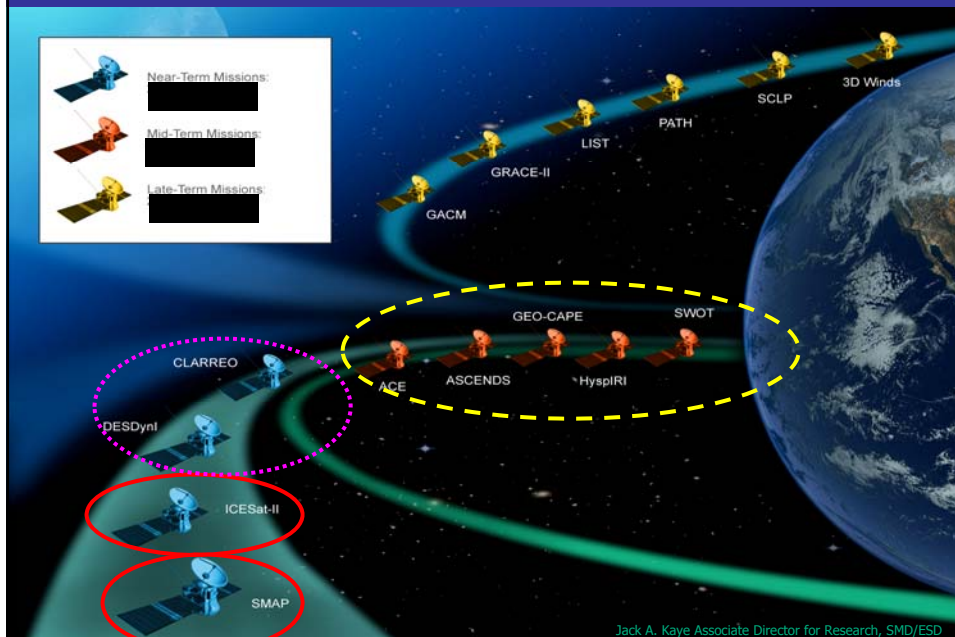 Near-Term Missions:
Mid-Term Missions:
Late-Term Missions:
3D Winds
SCLP
PATH
LIST
GRACE-II
GACM
SWOT
GEO-CAPE
HyspIRI
ASCENDS
ACE
CLARREO
DESDynI
ICESat-II
SMAP
Jack A. Kaye Associate Director for Research, SMD/ESD